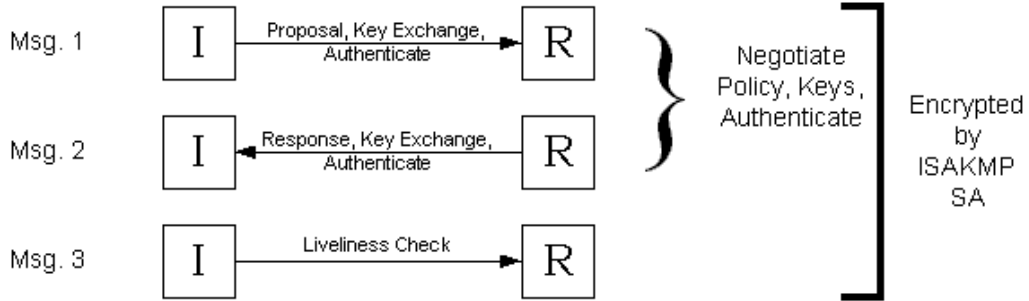 Msg. 1
I
Proposal, Key Exchange,
Authenticate
R
Msg. 2
I
Response, Key Exchange,
Authenticate
R
Msg. 3
I
Liveliness Check
R
Negotiate
Policy, Keys,
Authenticate
Encrypted
by
ISAKMP
SA